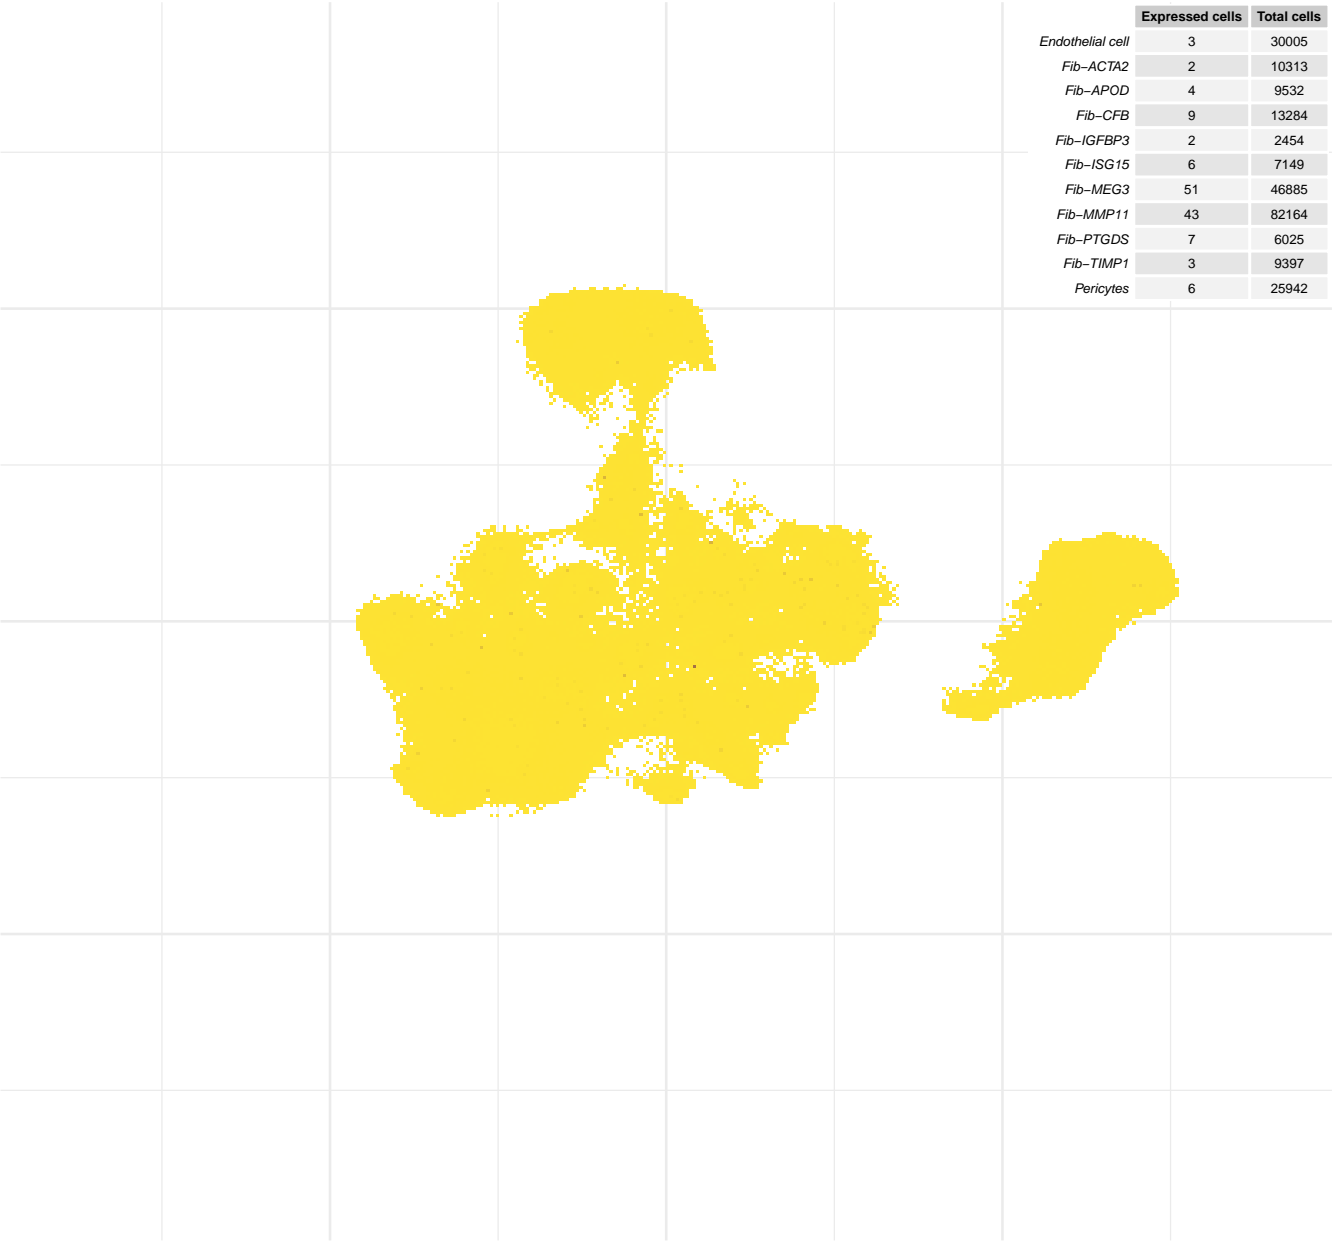 Expressed cells Total cells
Endothelial cell 3 30005
Fib−ACTA2 2 10313
Fib−APOD 4 9532
Fib−CFB 9 13284
Fib−IGFBP3 2 2454
Fib−ISG15 6 7149
Fib−MEG3 51 46885
Fib−MMP11 43 82164
Fib−PTGDS 7 6025
Fib−TIMP1 3 9397
Pericytes 6 25942